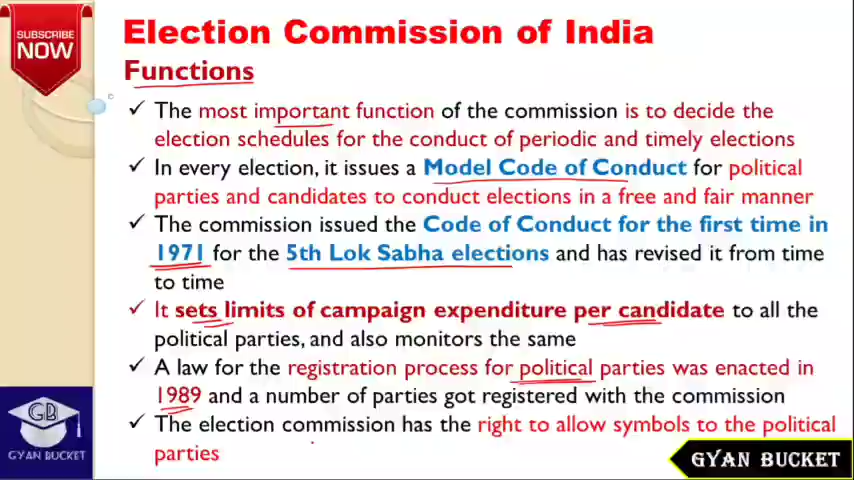 SUBSCRIBE
NOW
Election Commission of India
Functions
✓ The most important function of the commission is to decide the
election schedules for the conduct of periodic and timely elections
✓ In every election, it issues a Model Code of Conduct for political
parties and candidates to conduct elections in a free and fair manner
✓ The commission issued the Code of Conduct for the first time in
1971 for the 5th Lok Sabha elections and has revised it from time
to time
✓ It sets limits of campaign expenditure per candidate to all the
political parties, and also monitors the same
✓ A law for the registration process for political parties was enacted in
1989 and a number of parties got registered with the commission
✓ The election commission has the right to allow symbols to the political
parties
GB
GYAN BUCKET
GYAN BUCKET